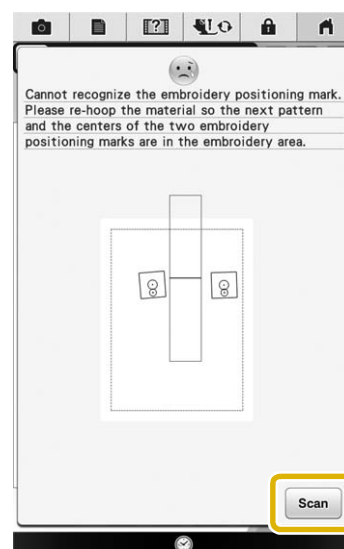 [?]
Cannot recognize the embroidery positioning mark.
Please re-hoop the material so the next pattern
and the centers of the two embroidery
positioning marks are in the embroidery area.
Scan